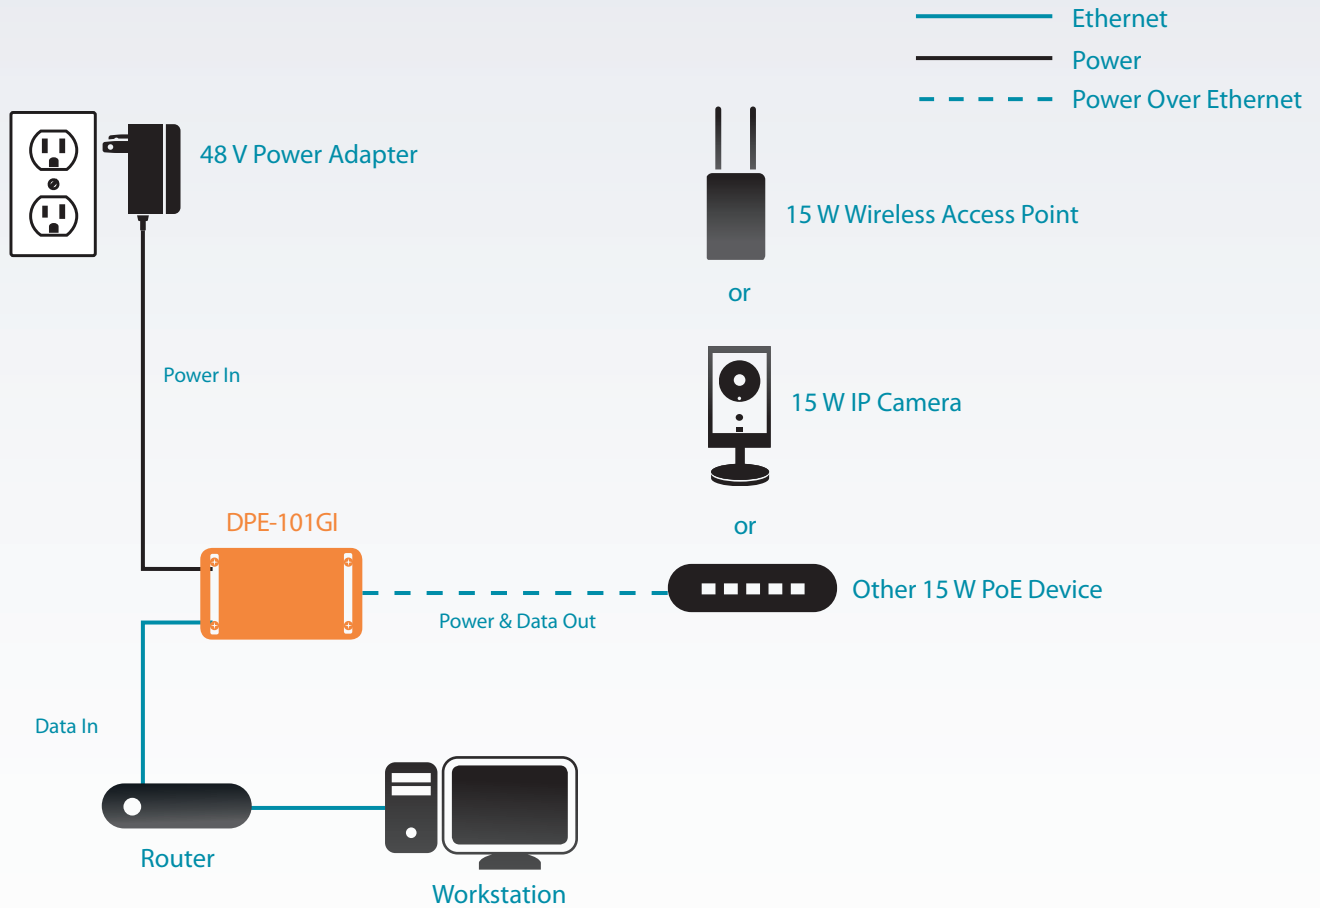 Ethernet
Power
Power Over Ethernet
48 V Power Adapter
15 W Wireless Access Point
or
Power In
15 W IP Camera
DPE-101GI
or
Other 15 W PoE Device
Power & Data Out
Data In
Router
Workstation